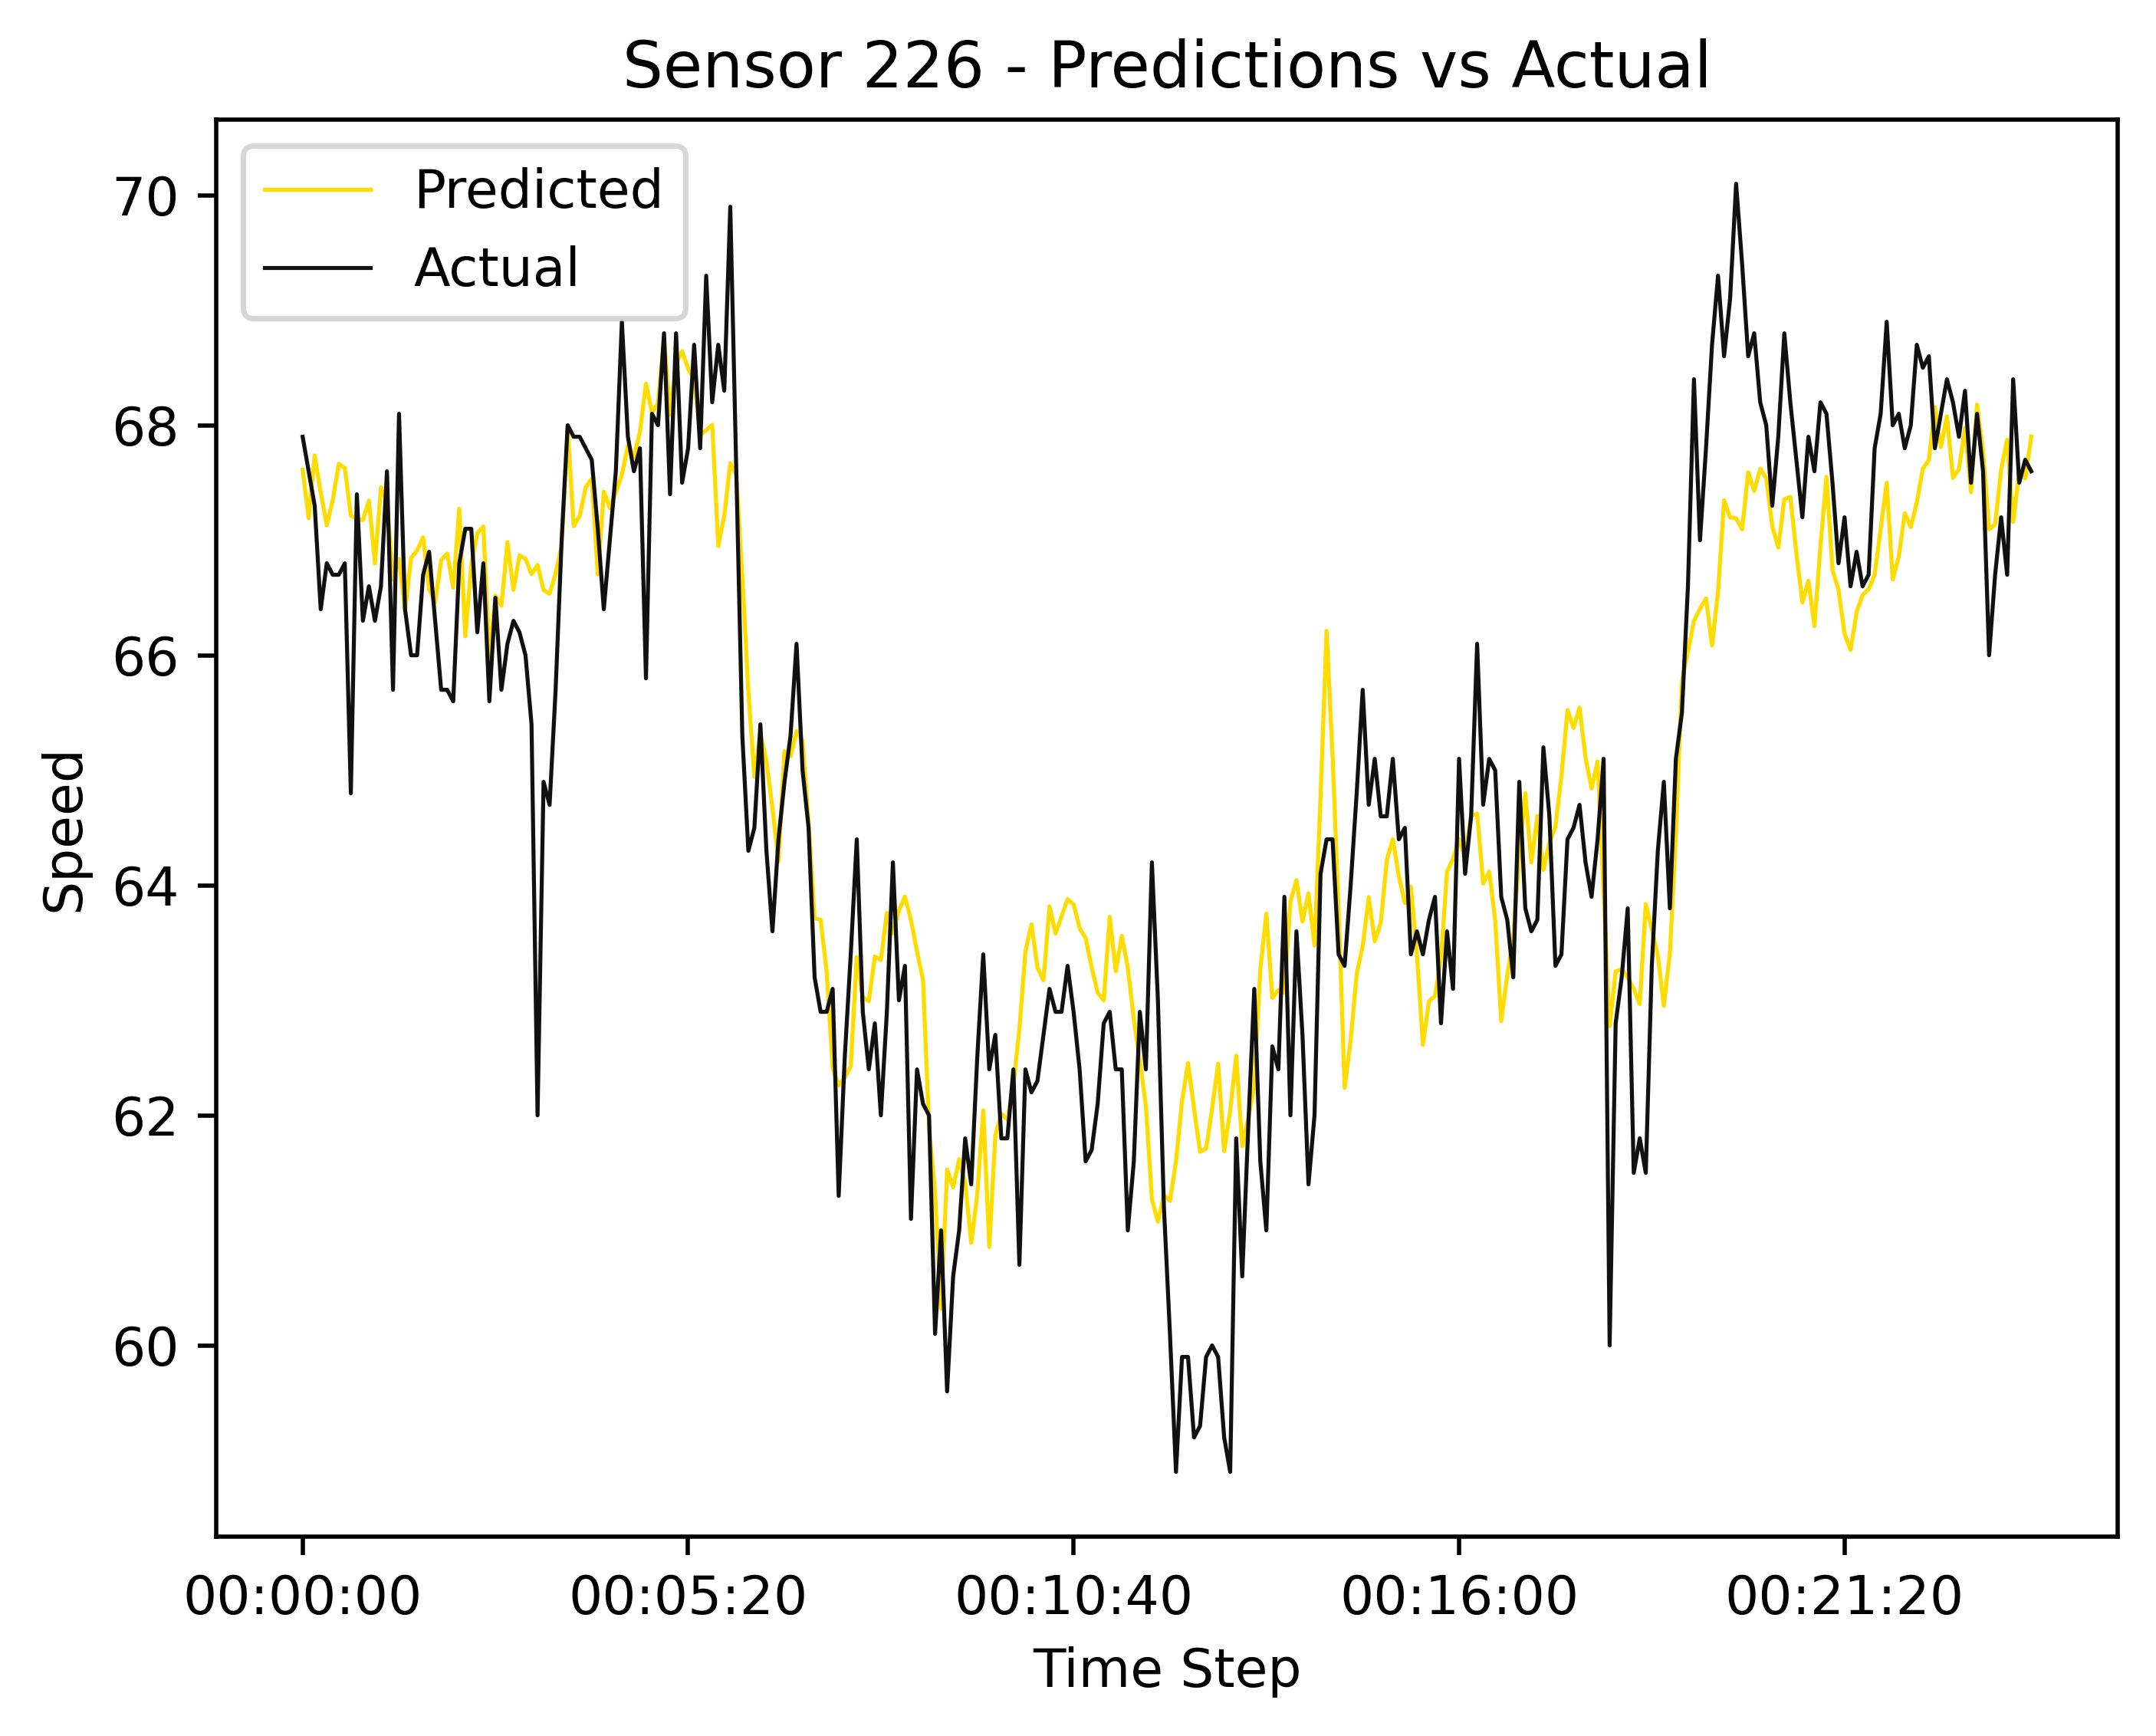 Sensor 226 - Predictions vs Actual
Predicted
Actual
70
68
66
64
62
60
Speed
00:00:00 00:05:20 00:10:40 00:16:00 00:21:20
Time Step